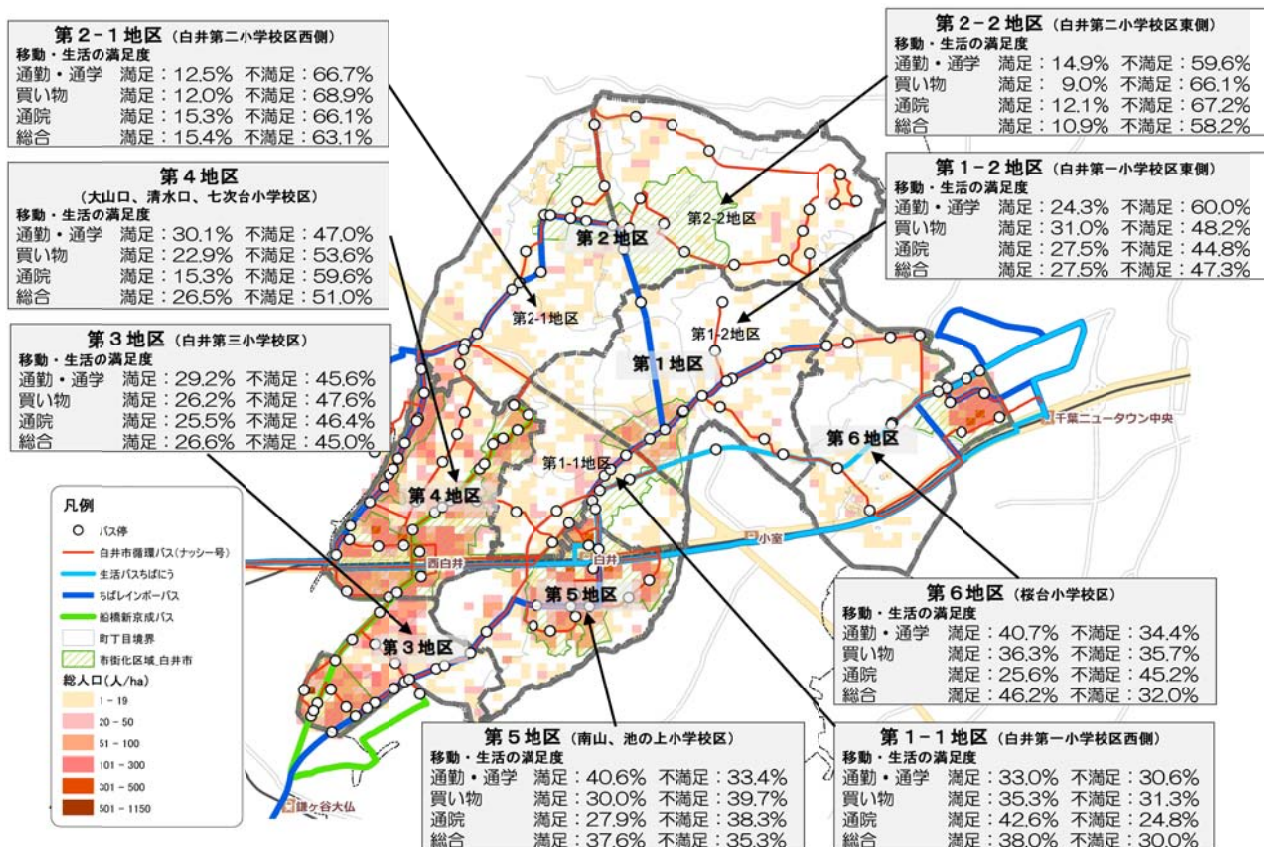 第2-1地区（白井第二小学校区西側）
移動・生活の満足度
通勤・通学 満足：12.5% 不満足：66.7%
買い物 満足：12.0% 不満足：68.9%
通院 満足：15.3% 不満足：66.1%
総合 満足：15.4% 不満足：63.1%
第4地区
（大山口、清水口、七次台小学校区）
移動・生活の満足度
通勤・通学 満足：30.1% 不満足：47.0%
買い物 満足：22.9% 不満足：53.6%
通院 満足：15.3% 不満足：59.6%
総合 満足：26.5% 不満足：51.0%
第3地区（白井第三小学校区）
移動・生活の満足度
通勤・通学 満足：29.2% 不満足：45.6%
買い物 満足：26.2% 不満足：47.6%
通院 満足：25.5% 不満足：46.4%
総合 満足：26.6% 不満足：45.0%
第2-2地区（白井第二小学校区東側）
移動・生活の満足度
通勤・通学 満足：14.9% 不満足：59.6%
買い物 満足：9.0% 不満足：66.1%
通院 満足：12.1% 不満足：67.2%
総合 満足：10.9% 不満足：58.2%
第1-2地区（白井第一小学校区東側）
移動・生活の満足度
通勤・通学 満足：24.3% 不満足：60.0%
買い物 満足：31.0% 不満足：48.2%
通院 満足：27.5% 不満足：44.8%
総合 満足：27.5% 不満足：47.3%
第2-2地区
第2地区
第2-1地区
第1-2地区
第1地区
千葉ニュータウン中央
第6地区
第1-1地区
第4地区
小室
西白井
白井
第5地区
第3地区
鎌ヶ谷大仏
凡例
バス停
白井市循環バス(ナッシー号)
生活バスちばにう
ちばレインボーバス
船橋新京成バス
町丁目境界
市街化区域_白井市
総人口(人/ha)
1 - 19
20 - 50
51 - 100
101 - 300
301 - 500
501 - 1150
第6地区（桜台小学校区）
移動・生活の満足度
通勤・通学 満足：40.7% 不満足：34.4%
買い物 満足：36.3% 不満足：35.7%
通院 満足：25.6% 不満足：45.2%
総合 満足：46.2% 不満足：32.0%
第5地区（南山、池の上小学校区）
移動・生活の満足度
通勤・通学 満足：40.6% 不満足：33.4%
買い物 満足：30.0% 不満足：39.7%
通院 満足：27.9% 不満足：38.3%
総合 満足：37.6% 不満足：35.3%
第1-1地区（白井第一小学校区西側）
移動・生活の満足度
通勤・通学 満足：33.0% 不満足：30.6%
買い物 満足：35.3% 不満足：31.3%
通院 満足：42.6% 不満足：24.8%
総合 満足：38.0% 不満足：30.0%